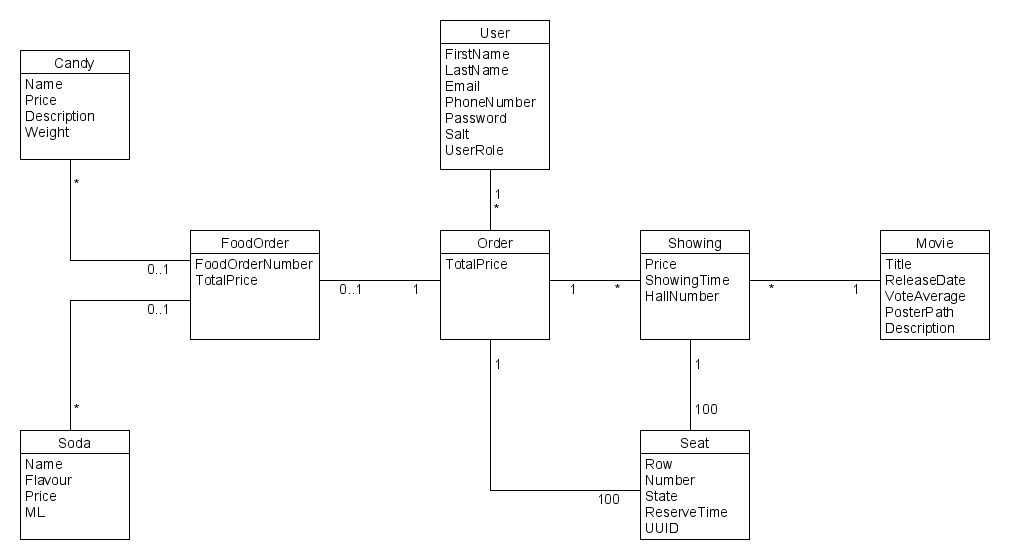 User
FirstName
LastName
Email
PhoneNumber
Password
Salt
UserRole
Candy
Name
Price
Description
Weight
*
1
*
0..1
FoodOrder
FoodOrderNumber
TotalPrice
0..1
1
Order
TotalPrice
1
*
Showing
Price
ShowingTime
HallNumber
*
1
Movie
Title
ReleaseDate
VoteAverage
PosterPath
Description
0..1
1
1
*
100
Soda
Name
Flavour
Price
ML
100
Seat
Row
Number
State
ReserveTime
UUID